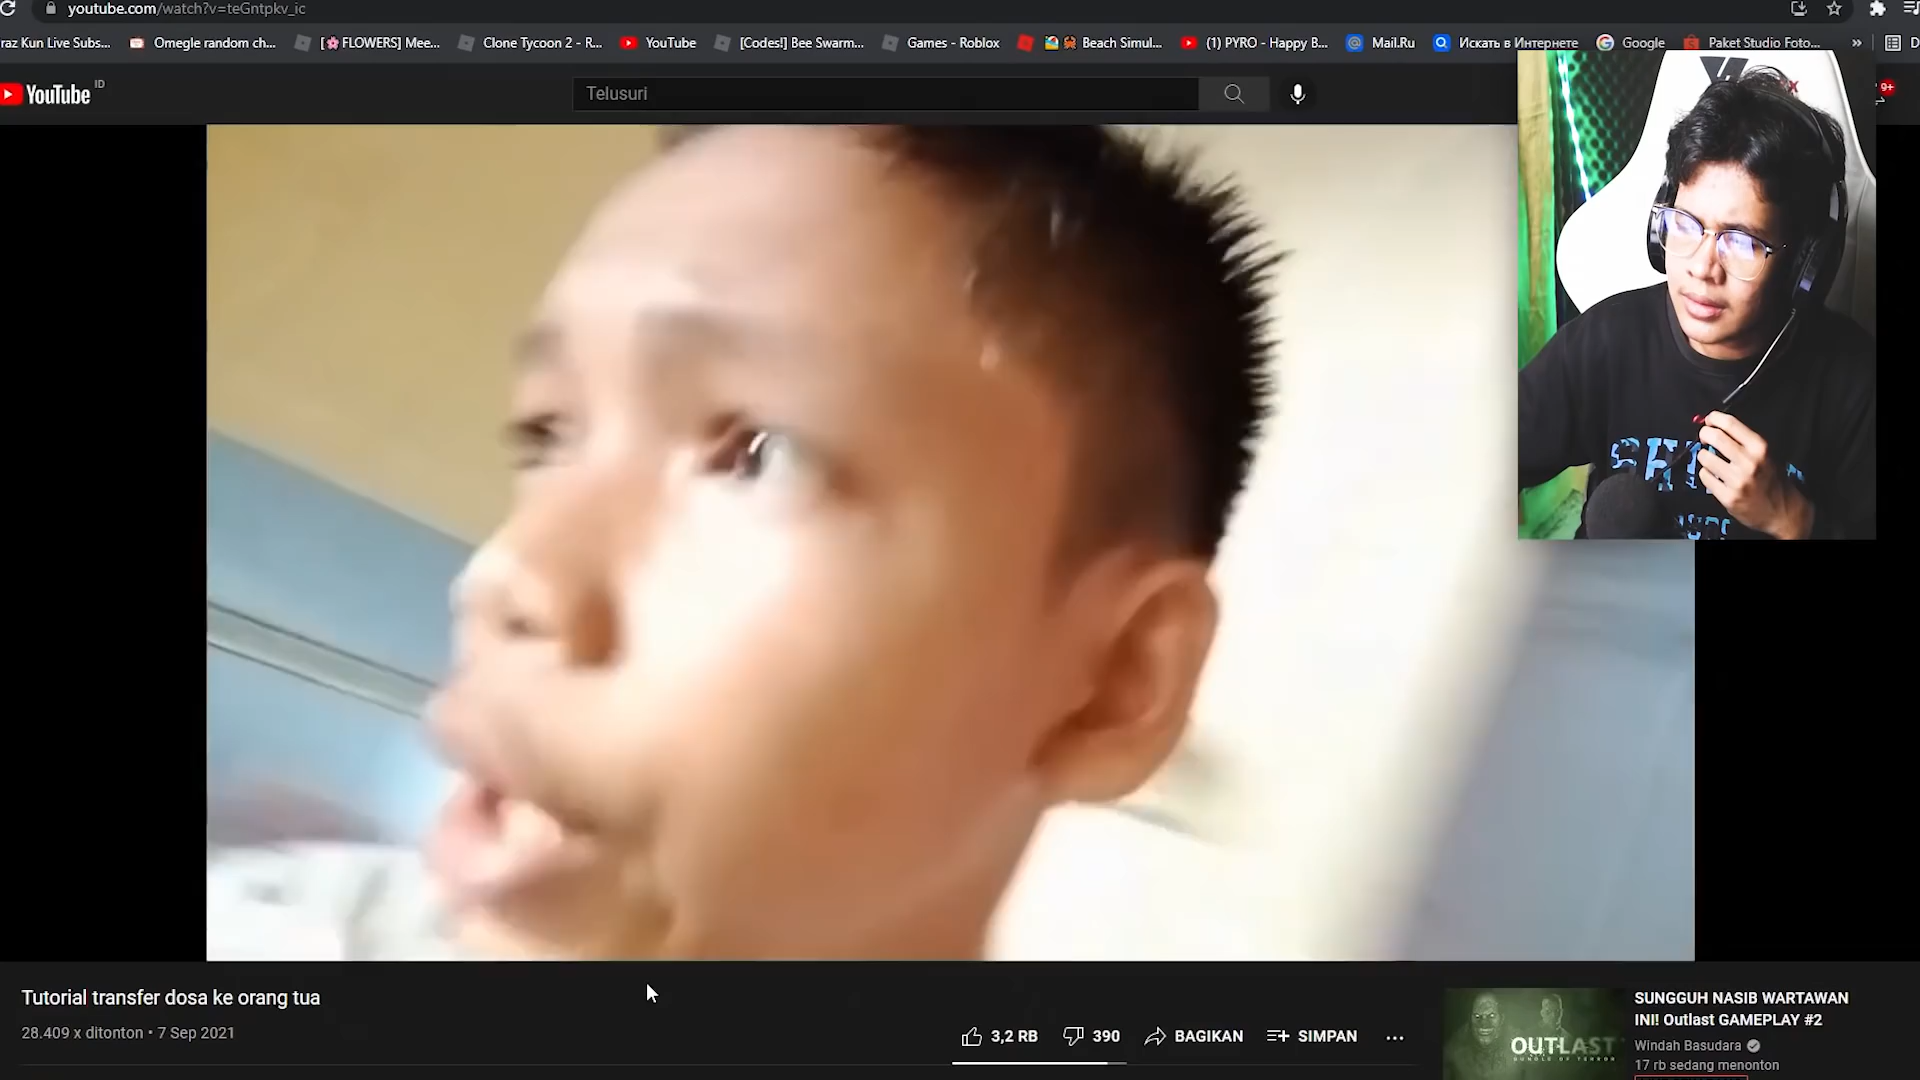 youtube.com/watch?v=teGntpkv_ic
raz Kun Live Subs... Omegle random ch... [🌸FLOWERS] Mee... Clone Tycoon 2 - R... YouTube [Codes!] Bee Swarm... Games - Roblox 🏖️🦀 Beach Simul... (1) PYRO - Happy B... Mail.Ru Искать в Интернете Google Paket Studio Foto... » D
YouTube ID
Telusuri
9+
Tutorial transfer dosa ke orang tua
28.409 x ditonton • 7 Sep 2021
3,2 RB 390 BAGIKAN SIMPAN ...
OUTLAST
SUNGGUH NASIB WARTAWAN
INI! Outlast GAMEPLAY #2
Windah Basudara
17 rb sedang menonton